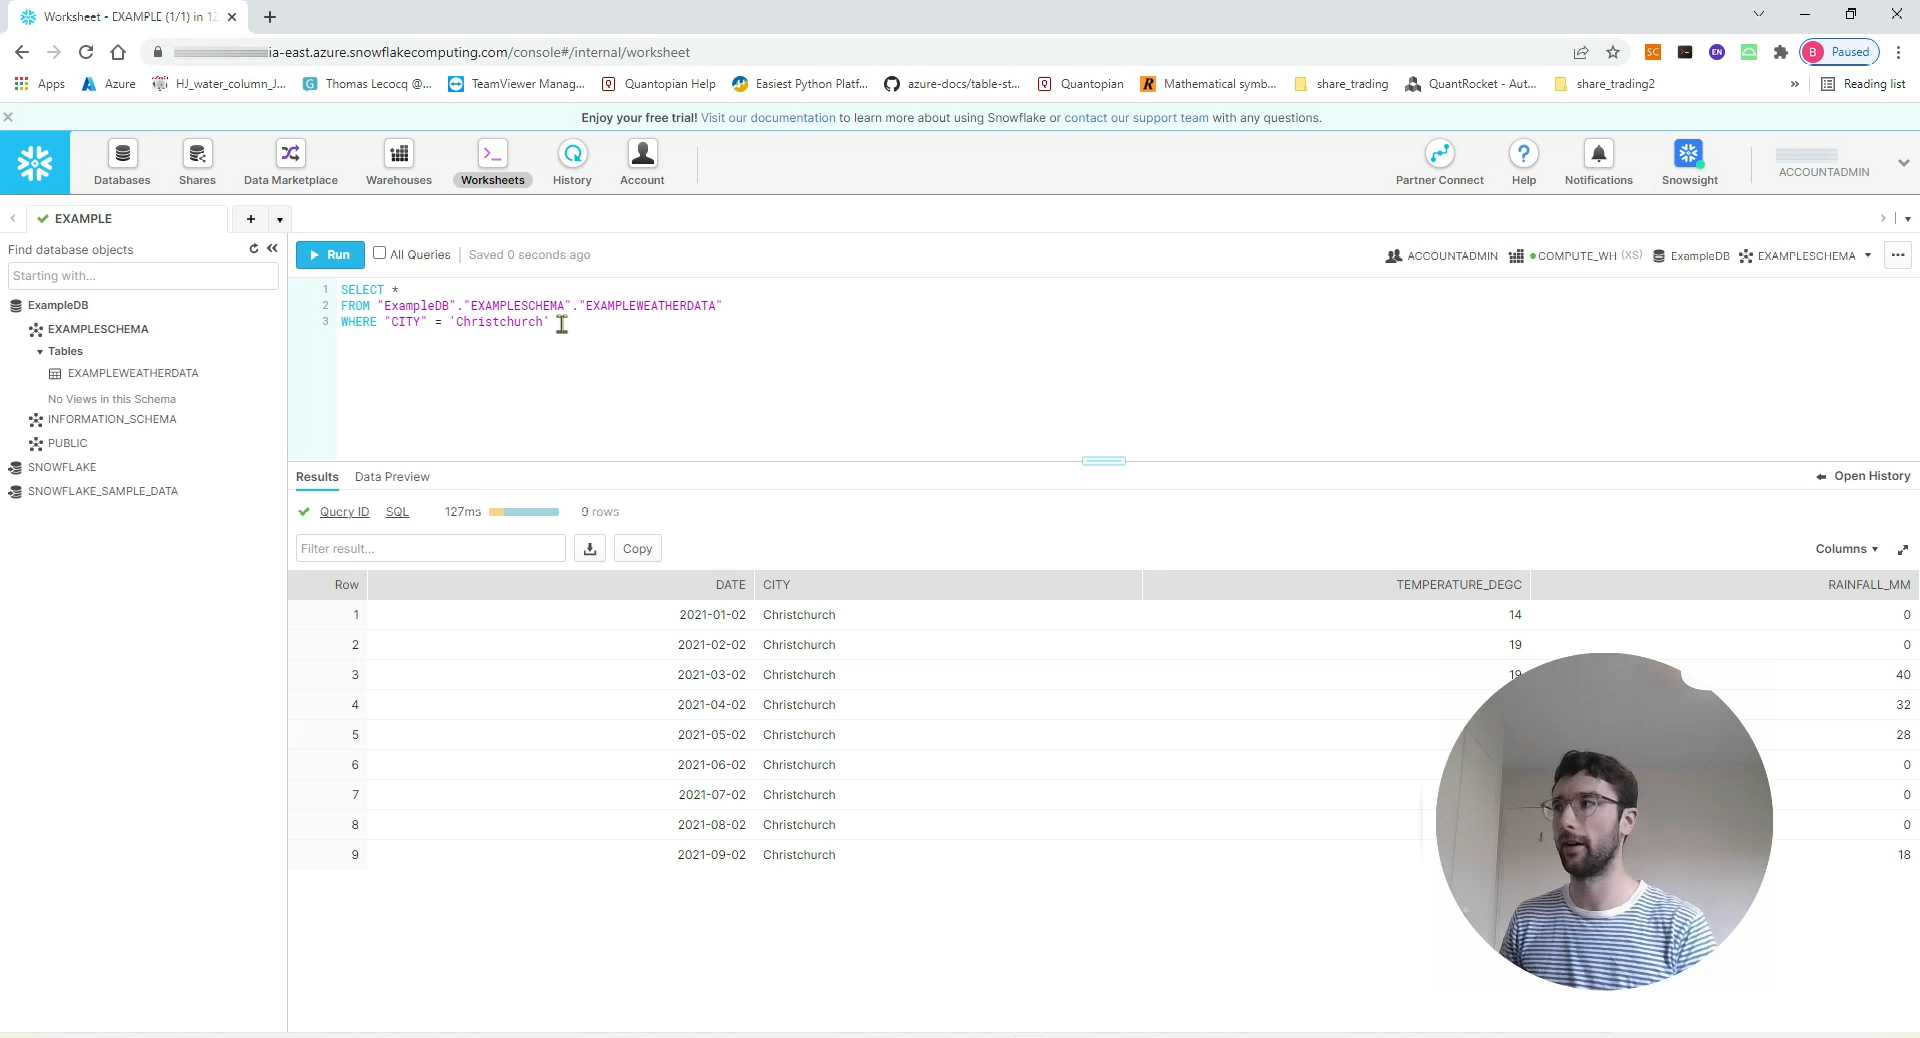 Worksheet - EXAMPLE (1/1) in 12
ia-east.azure.snowflakecomputing.com/console#/internal/worksheet
SC
EN
B Paused
Apps
Azure
HJ_water_column_J...
Thomas Lecocq @...
TeamViewer Manag...
Quantopian Help
Easiest Python Platf...
azure-docs/table-st...
Quantopian
Mathematical symb...
share_trading
QuantRocket - Aut...
share_trading2
»
Reading list
Enjoy your free trial! Visit our documentation to learn more about using Snowflake or contact our support team with any questions.
Databases
Shares
Data Marketplace
Warehouses
Worksheets
History
Account
Partner Connect
Help
Notifications
Snowsight
ACCOUNTADMIN
EXAMPLE
Find database objects
Starting with...
ExampleDB
EXAMPLESCHEMA
Tables
EXAMPLEWEATHERDATA
No Views in this Schema
INFORMATION_SCHEMA
PUBLIC
SNOWFLAKE
SNOWFLAKE_SAMPLE_DATA
Run
All Queries
Saved 0 seconds ago
ACCOUNTADMIN
COMPUTE_WH (XS)
ExampleDB
EXAMPLESCHEMA
1 SELECT *
2 FROM "ExampleDB"."EXAMPLESCHEMA"."EXAMPLEWEATHERDATA"
3 WHERE "CITY" = 'Christchurch'
Results
Data Preview
Open History
Query ID SQL 127ms 9 rows
Filter result...
Copy
Columns
Row DATE CITY TEMPERATURE_DEGC RAINFALL_MM
1 2021-01-02 Christchurch 14 0
2 2021-02-02 Christchurch 19 0
3 2021-03-02 Christchurch 19 40
4 2021-04-02 Christchurch 32
5 2021-05-02 Christchurch 28
6 2021-06-02 Christchurch 0
7 2021-07-02 Christchurch 0
8 2021-08-02 Christchurch 0
9 2021-09-02 Christchurch 18